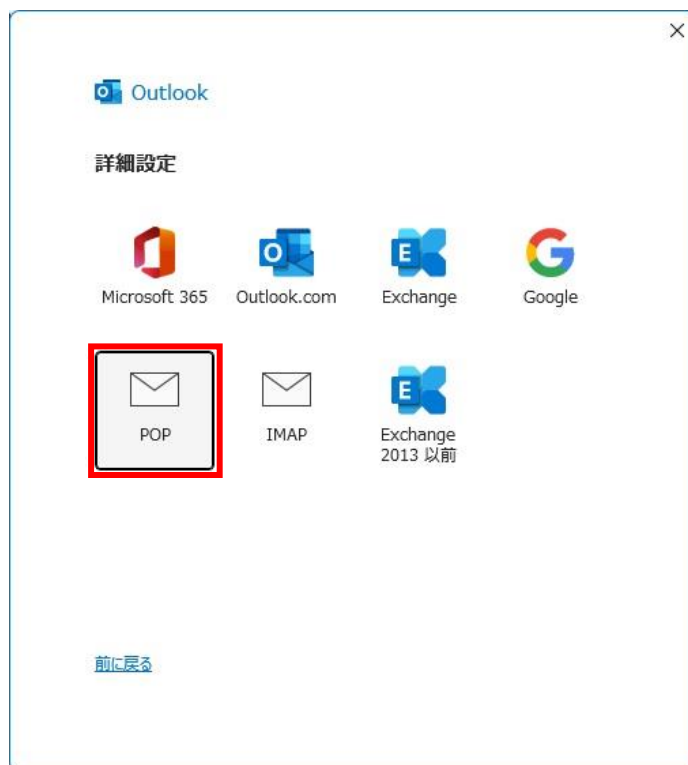 Outlook
詳細設定
Microsoft 365
Outlook.com
Exchange
Google
POP
IMAP
Exchange
2013 以前
前に戻る